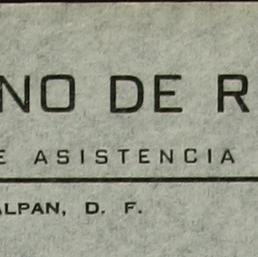 NO DE R
E ASISTENCIA
ALPAN, D. F.